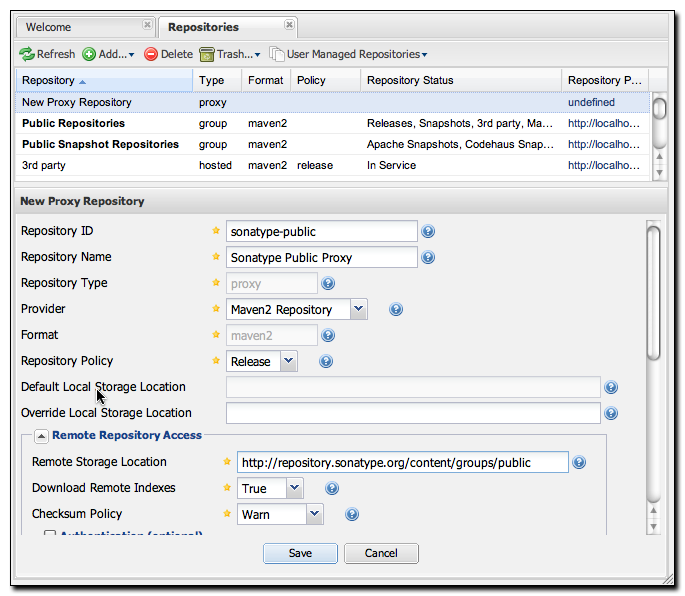 Welcome Repositories
Refresh Add... Delete Trash... User Managed Repositories
Repository Type Format Policy Repository Status Repository P...
New Proxy Repository proxy undefined
Public Repositories group maven2 Releases, Snapshots, 3rd party, Ma... http://localho...
Public Snapshot Repositories group maven2 Apache Snapshots, Codehaus Snap... http://localho...
3rd party hosted maven2 release In Service http://localho...
New Proxy Repository
Repository ID sonatype-public
Repository Name Sonatype Public Proxy
Repository Type proxy
Provider Maven2 Repository
Format maven2
Repository Policy Release
Default Local Storage Location
Override Local Storage Location
Remote Repository Access
Remote Storage Location http://repository.sonatype.org/content/groups/public
Download Remote Indexes True
Checksum Policy Warn
Authentication (optional)
Save Cancel